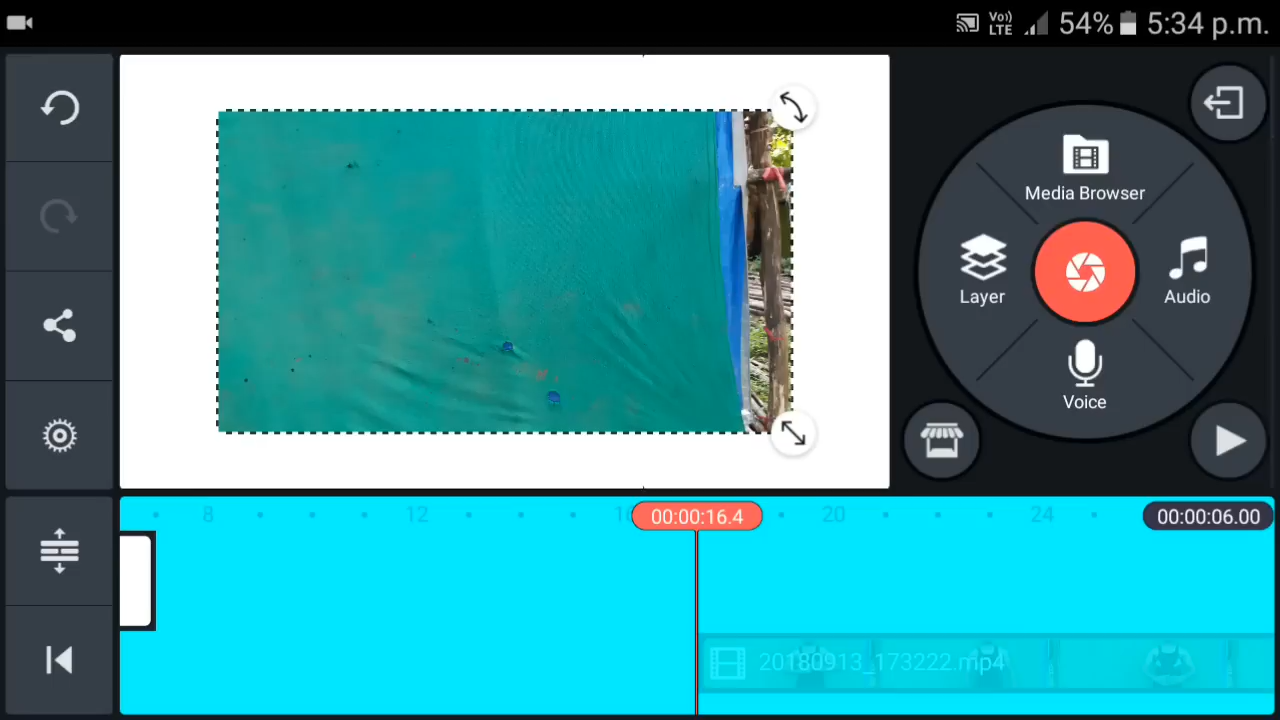 Vo))
LTE
54%
5:34 p.m.
Media Browser
Layer
Audio
Voice
8
12
00:00:16.4
20
24
00:00:06.00
20180913_173222.mp4